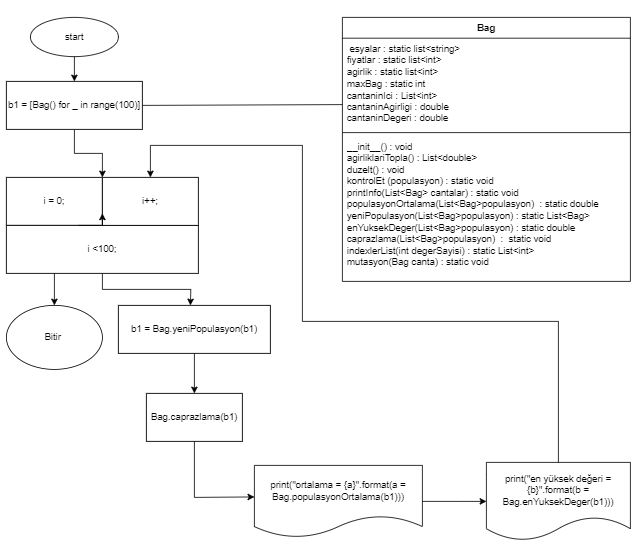 start
b1 = [Bag() for _ in range(100)]
Bag
esyalar : static list<string>
fiyatlar : static list<int>
agirlik : static list<int>
maxBag : static int
cantaninIci : List<int>
cantaninAgirligi : double
cantaninDegeri : double
__init__() : void
agirliklariTopla() : List<double>
duzelt() : void
kontrolEt (populasyon) : static void
printInfo(List<Bag> cantalar) : static void
populasyonOrtalama(List<Bag>populasyon) : static double
yeniPopulasyon(List<Bag>populasyon) : static List<Bag>
enYuksekDeger(List<Bag>populasyon) : static double
caprazlama(List<Bag>populasyon) : static void
indexlerList(int degerSayisi) : static List<int>
mutasyon(Bag canta) : static void
i = 0;
i++;
i <100;
Bitir
b1 = Bag.yeniPopulasyon(b1)
Bag.caprazlama(b1)
print("ortalama = {a}".format(a =
Bag.populasyonOrtalama(b1)))
print("en yüksek değeri =
{b}".format(b =
Bag.enYuksekDeger(b1)))